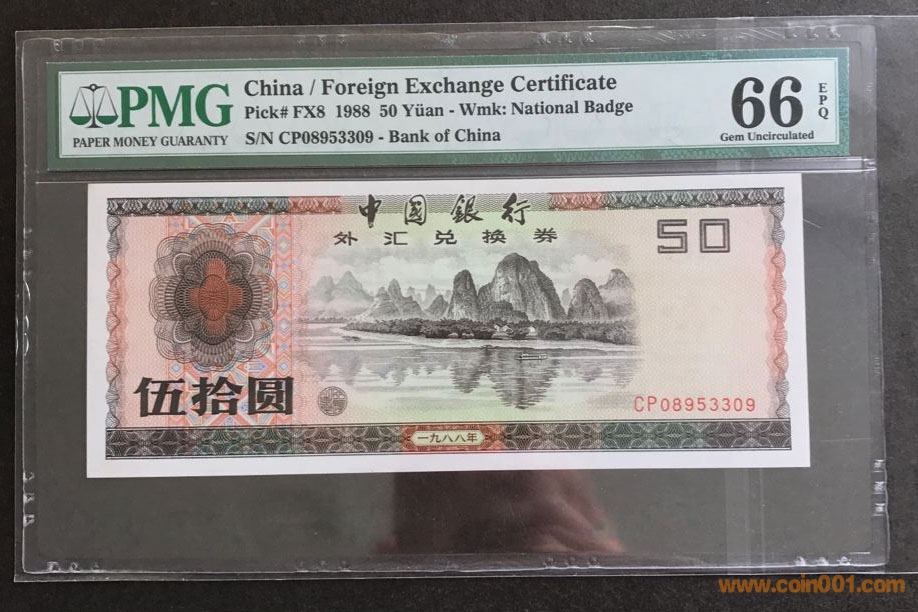 PMG
PAPER MONEY GUARANTY
China / Foreign Exchange Certificate
Pick# FX8 1988 50 Yüan - Wmk: National Badge
S/N CP08953309 - Bank of China
66 EPQ
Gem Uncirculated
中國銀行
外汇兑换券
50
伍拾圆
CP08953309
一九八八年
www.coin001.com